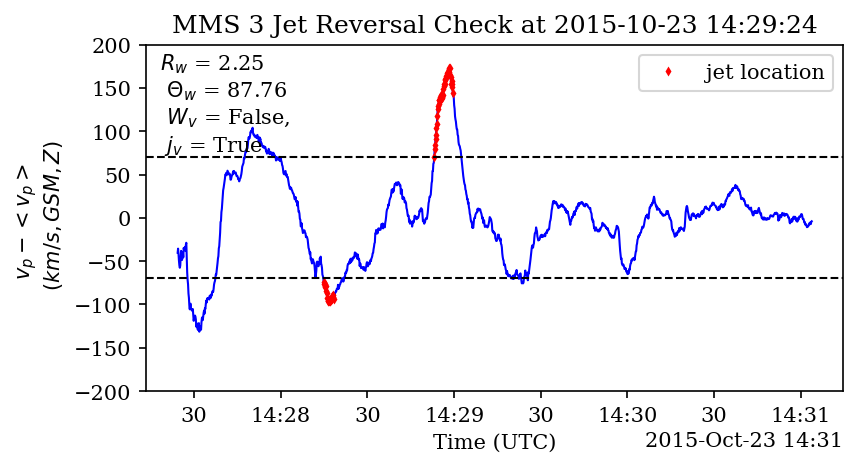 MMS 3 Jet Reversal Check at 2015-10-23 14:29:24
R_w = 2.25
Θ_w = 87.76
W_v = False,
j_v = True
jet location
200
150
100
50
0
−50
−100
−150
−200
v_p − < v_p >
(km/s, GSM, Z)
30 14:28 30 14:29 30 14:30 30 14:31
Time (UTC)
2015-Oct-23 14:31